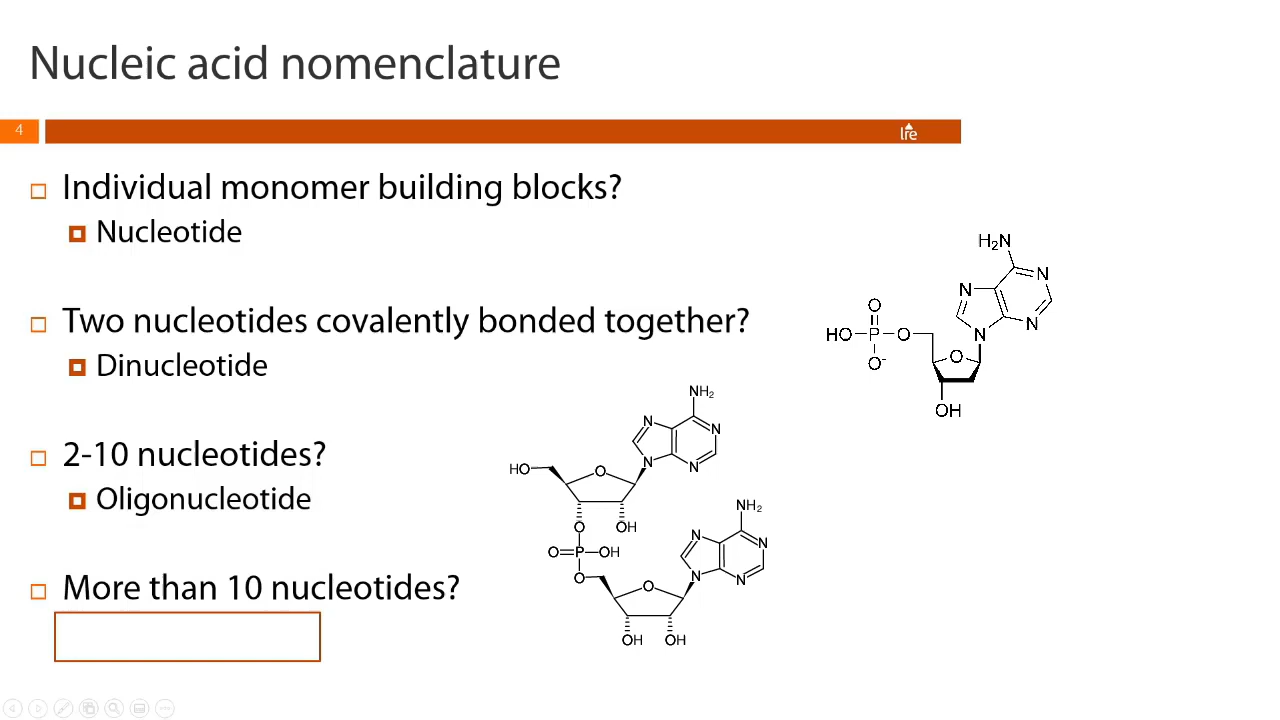 Nucleic acid nomenclature
4
lre
Individual monomer building blocks?
Nucleotide
Two nucleotides covalently bonded together?
Dinucleotide
2-10 nucleotides?
Oligonucleotide
More than 10 nucleotides?
H₂N
N
N
N
N
O
HO P O
O⁻
O
OH
NH₂
N
N
N
N
HO
O
O
OH
O P OH
O
NH₂
N
N
N
N
O
OH
OH